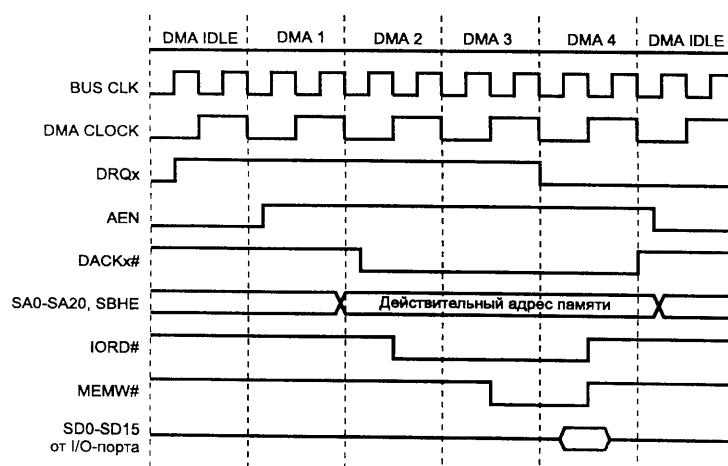 DMA IDLE DMA 1 DMA 2 DMA 3 DMA 4 DMA IDLE
BUS CLK
DMA CLOCK
DRQx
AEN
DACKx#
SA0-SA20, SBHE Действительный адрес памяти
IORD#
MEMW#
SD0-SD15
от I/O-порта